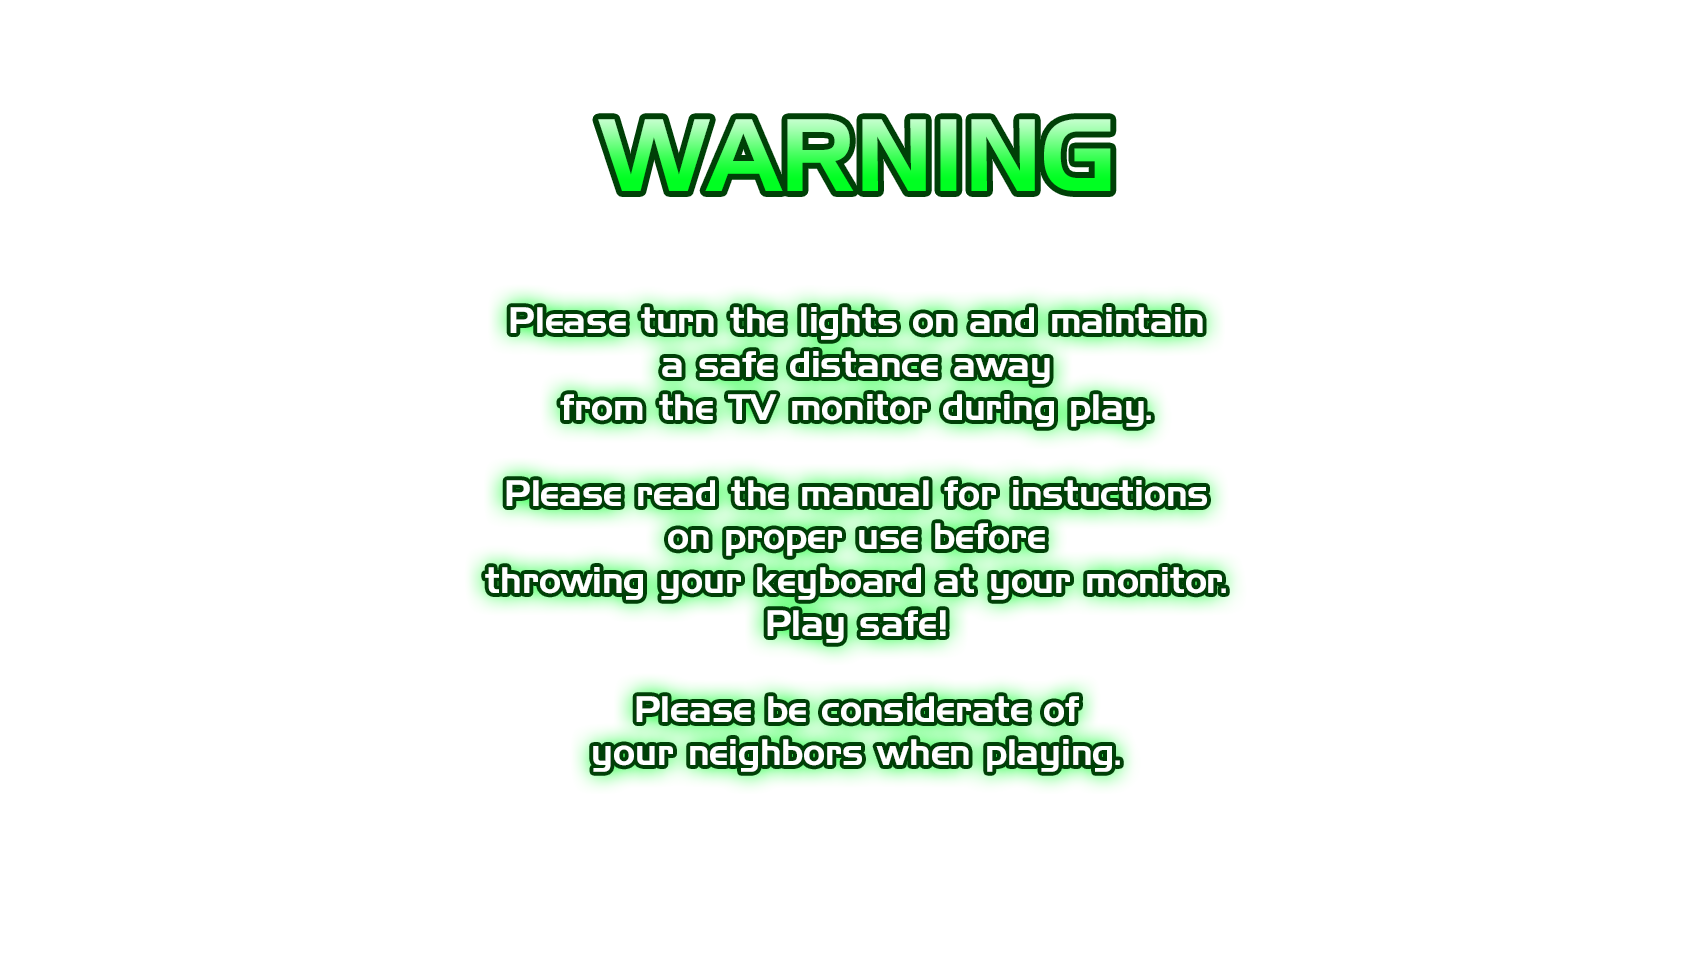 WARNING
Please turn the lights on and maintain
a safe distance away
from the TV monitor during play.
Please read the manual for instuctions
on proper use before
throwing your keyboard at your monitor.
Play safe!
Please be considerate of
your neighbors when playing.